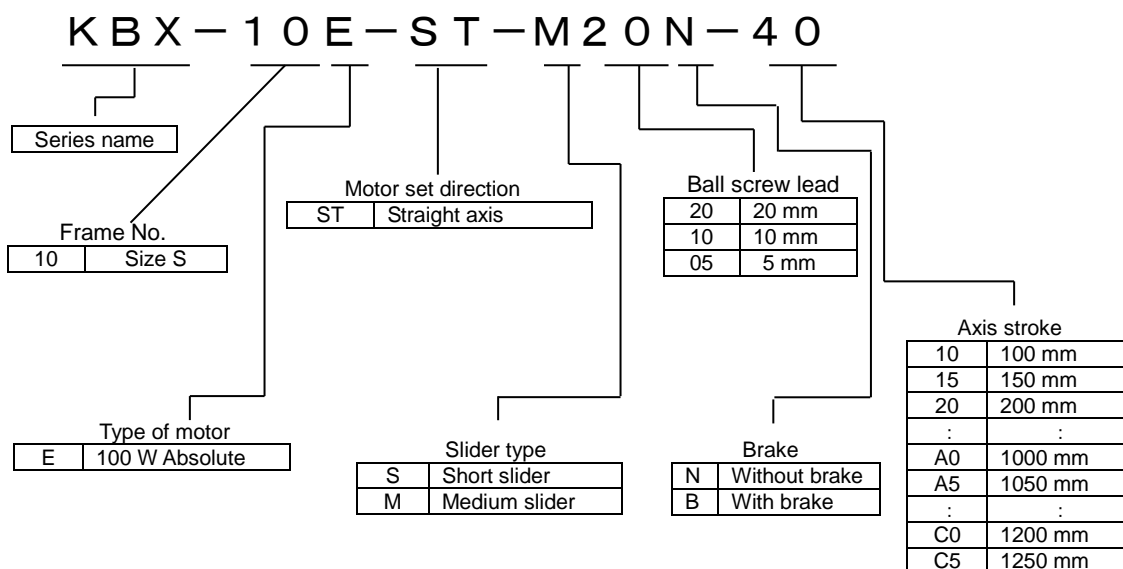 KBX-10E-ST-M20N-40
Series name
Motor set direction
ST Straight axis
Ball screw lead
20 20 mm
10 10 mm
05 5 mm
Frame No.
10 Size S
Axis stroke
10 100 mm
15 150 mm
20 200 mm
: :
A0 1000 mm
A5 1050 mm
: :
C0 1200 mm
C5 1250 mm
Type of motor
E 100 W Absolute
Slider type
S Short slider
M Medium slider
Brake
N Without brake
B With brake